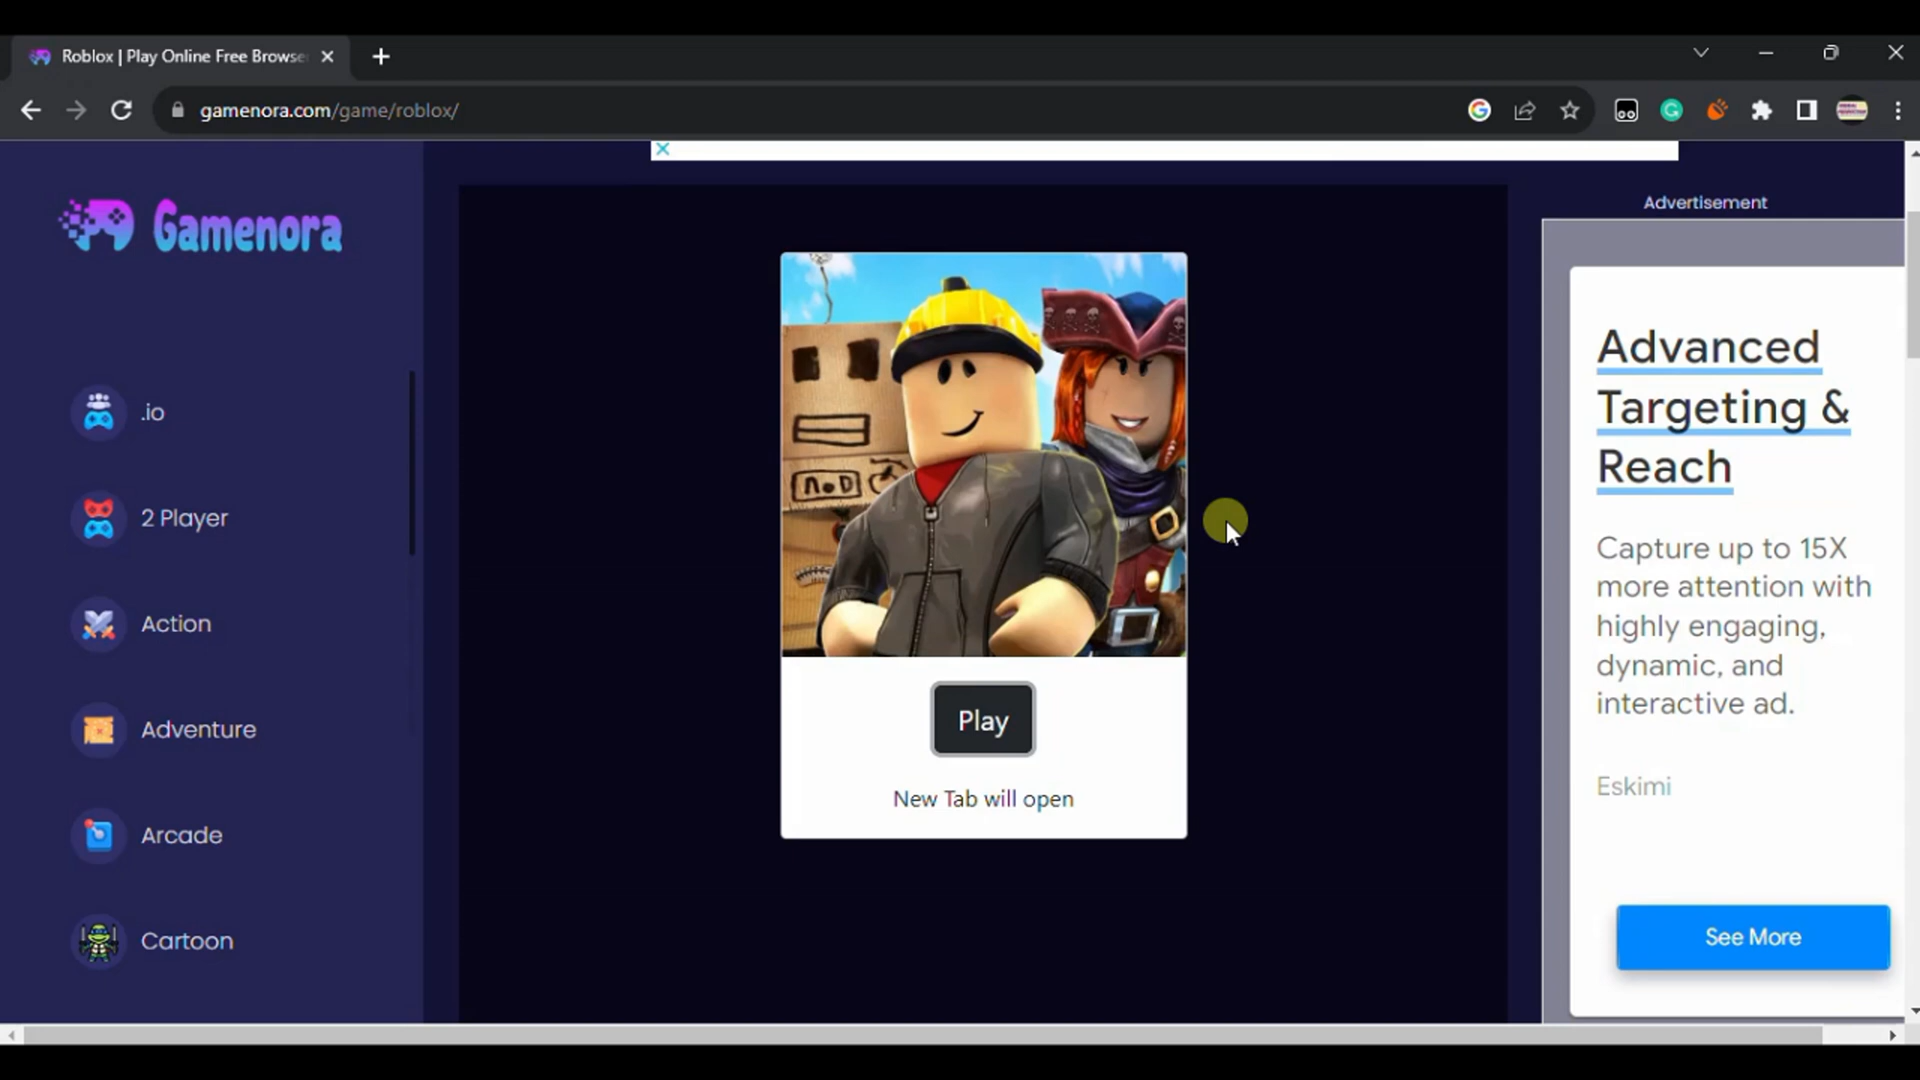 Roblox | Play Online Free Browse
gamenora.com/game/roblox/
Gamenora
.io
2 Player
Action
Adventure
Arcade
Cartoon
Play
New Tab will open
Advertisement
Advanced
Targeting &
Reach
Capture up to 15X
more attention with
highly engaging,
dynamic, and
interactive ad.
Eskimi
See More